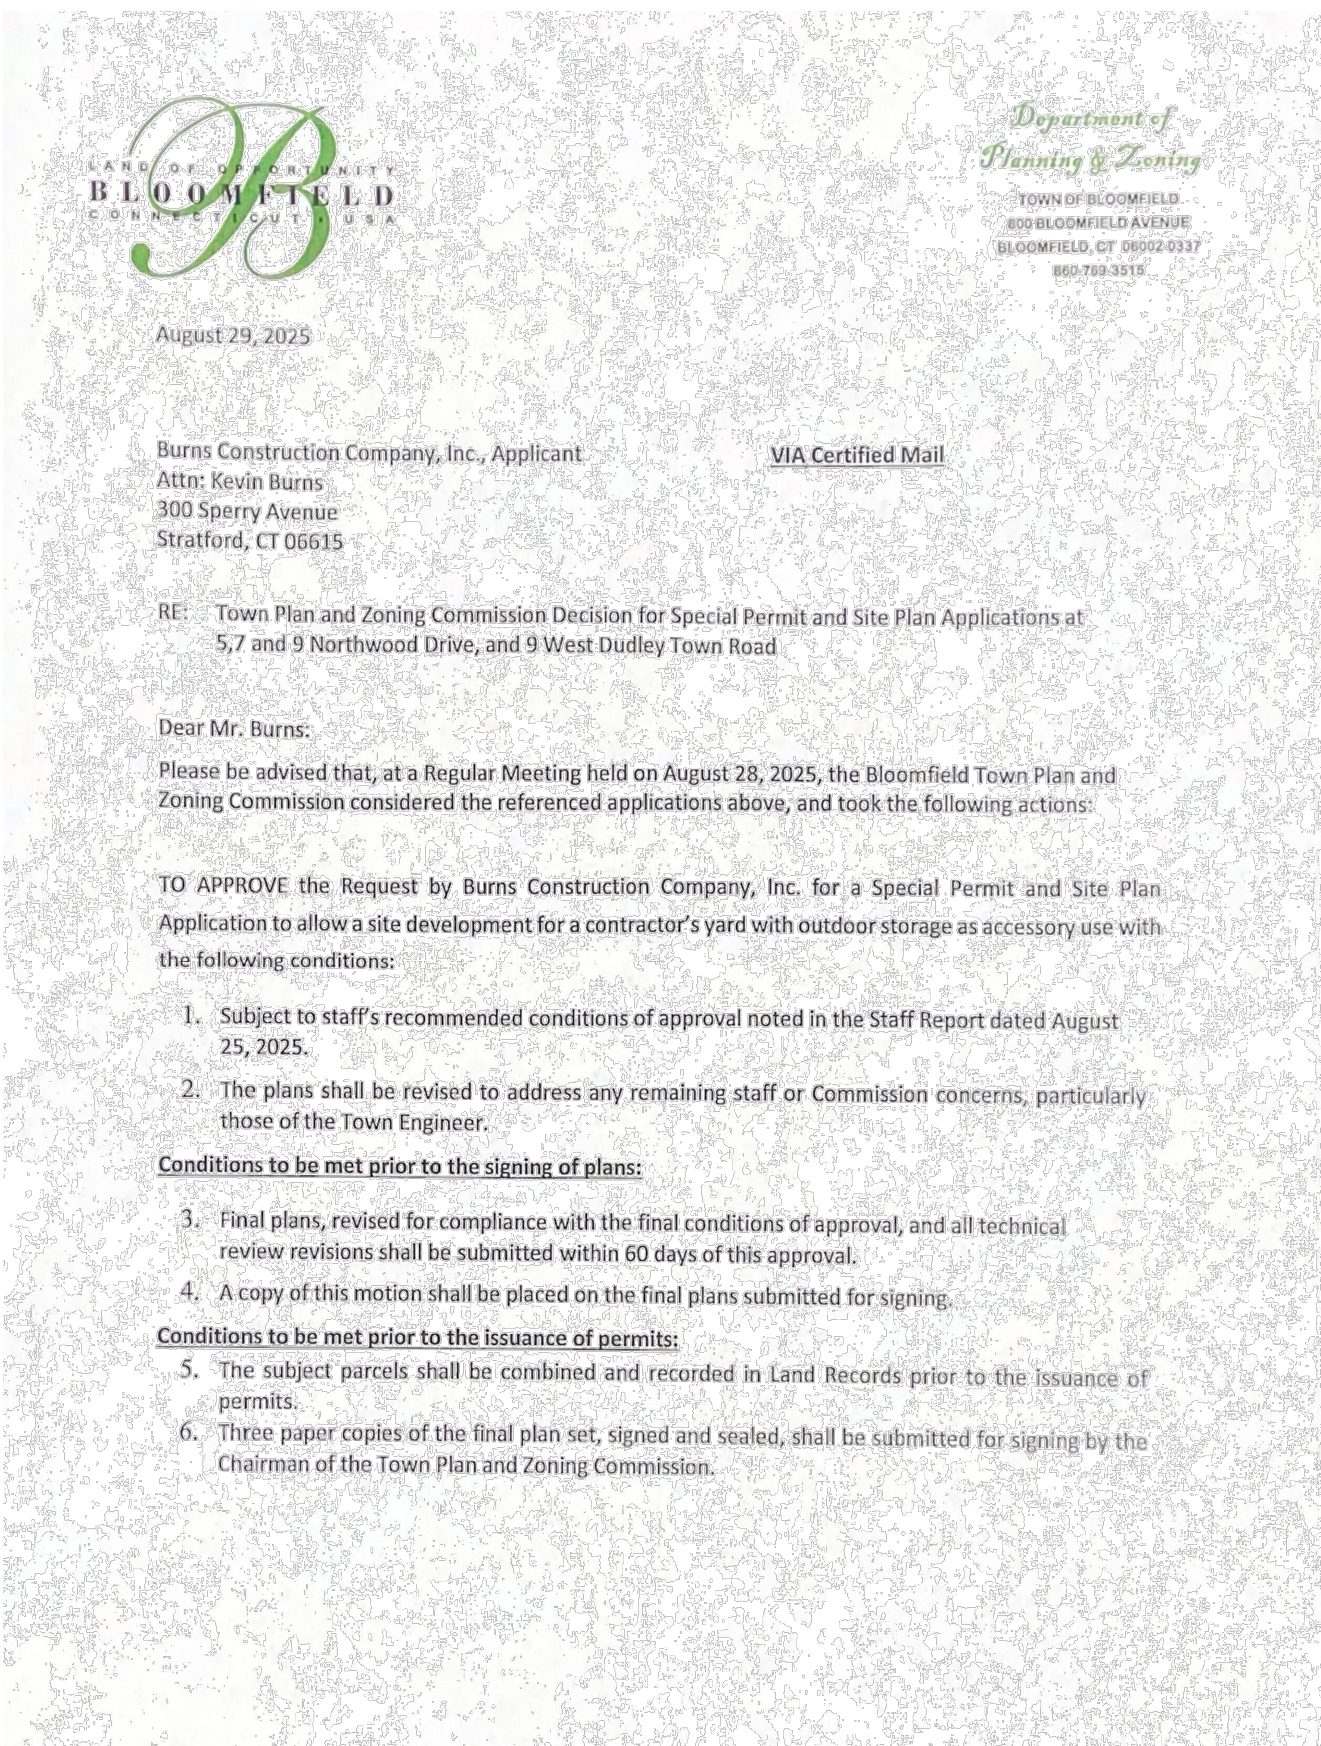 LAND OF OPPORTUNITY
BLOOMFIELD
CONNECTICUT • USA
Department of
Planning & Zoning
TOWN OF BLOOMFIELD
800 BLOOMFIELD AVENUE
BLOOMFIELD, CT 06002-0337
860-769-3515
August 29, 2025
Burns Construction Company, Inc., Applicant
VIA Certified Mail
Attn: Kevin Burns
300 Sperry Avenue
Stratford, CT 06615
RE: Town Plan and Zoning Commission Decision for Special Permit and Site Plan Applications at
5,7 and 9 Northwood Drive, and 9 West Dudley Town Road
Dear Mr. Burns:
Please be advised that, at a Regular Meeting held on August 28, 2025, the Bloomfield Town Plan and
Zoning Commission considered the referenced applications above, and took the following actions:
TO APPROVE the Request by Burns Construction Company, Inc. for a Special Permit and Site Plan
Application to allow a site development for a contractor's yard with outdoor storage as accessory use with
the following conditions:
1. Subject to staff's recommended conditions of approval noted in the Staff Report dated August
25, 2025.
2. The plans shall be revised to address any remaining staff or Commission concerns, particularly
those of the Town Engineer.
Conditions to be met prior to the signing of plans:
3. Final plans, revised for compliance with the final conditions of approval, and all technical
review revisions shall be submitted within 60 days of this approval.
4. A copy of this motion shall be placed on the final plans submitted for signing.
Conditions to be met prior to the issuance of permits:
5. The subject parcels shall be combined and recorded in Land Records prior to the issuance of
permits.
6. Three paper copies of the final plan set, signed and sealed, shall be submitted for signing by the
Chairman of the Town Plan and Zoning Commission.